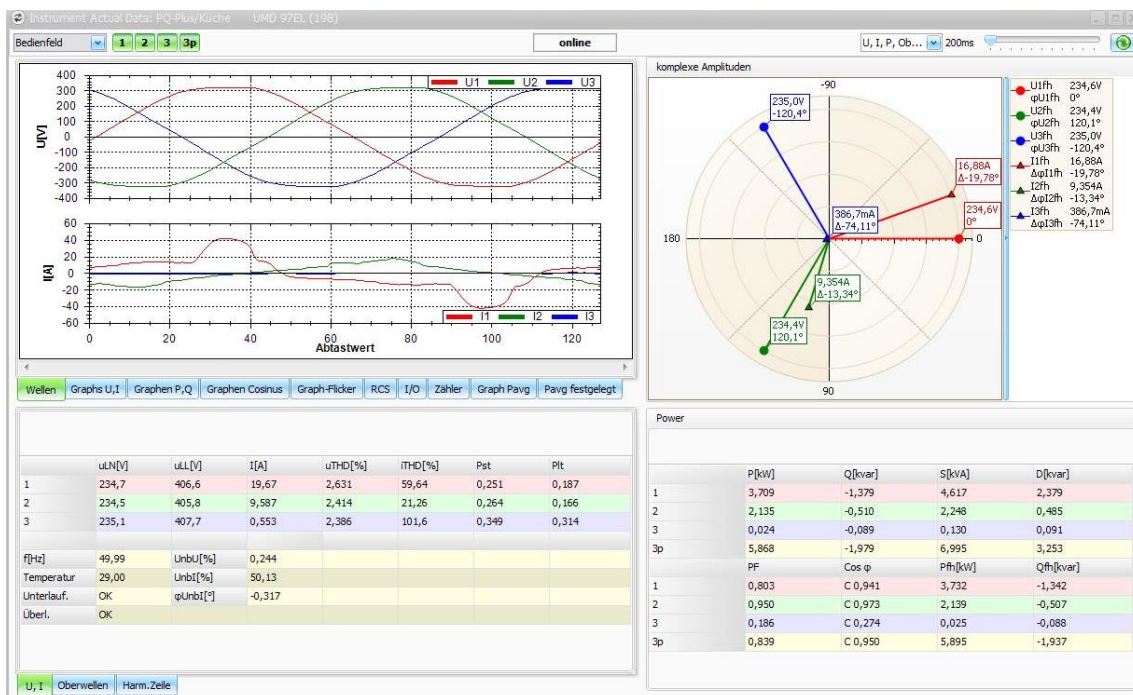 Instrument Actual Data: PQ-Plus/Küche UMD 97EL (198)
Bedienfeld 1 2 3 3p online U, I, P, Ob... 200ms
U[V]
400
300
200
100
0
-100
-200
-300
-400
U1 U2 U3
I[A]
60
40
20
0
-20
-40
-60
I1 I2 I3
0 20 40 60 80 100 120
Abtastwert
Wellen Graphs U,I Graphen P,Q Graphen Cosinus Graph-Flicker RCS I/O Zähler Graph Pavg Pavg festgelegt
komplexe Amplituden
-90
235,0V
-120,4°
16,88A
Δ-19,78°
386,7mA
Δ-74,11°
234,6V
0°
180
0
9,354A
Δ-13,34°
234,4V
120,1°
90
U1fh 234,6V
φU1fh 0°
U2fh 234,4V
φU2fh 120,1°
U3fh 235,0V
φU3fh -120,4°
I1fh 16,88A
ΔφI1fh -19,78°
I2fh 9,354A
ΔφI2fh -13,34°
I3fh 386,7mA
ΔφI3fh -74,11°
uLN[V] uLL[V] I[A] uTHD[%] iTHD[%] Pst Plt
1 234,7 406,6 19,67 2,631 59,64 0,251 0,187
2 234,5 405,8 9,587 2,414 21,26 0,264 0,166
3 235,1 407,7 0,553 2,386 101,6 0,349 0,314
f[Hz] 49,99 UnbU[%] 0,244
Temperatur 29,00 UnbI[%] 50,13
Unterlauf. OK φUnbI[°] -0,317
Überl. OK
U, I Oberwellen Harm.Zeile
Power
P[kW] Q[kvar] S[kVA] D[kvar]
1 3,709 -1,379 4,617 2,379
2 2,135 -0,510 2,248 0,485
3 0,024 -0,089 0,130 0,091
3p 5,868 -1,979 6,995 3,253
PF Cos φ Pfh[kW] Qfh[kvar]
1 0,803 C 0,941 3,732 -1,342
2 0,950 C 0,973 2,139 -0,507
3 0,186 C 0,274 0,025 -0,088
3p 0,839 C 0,950 5,895 -1,937